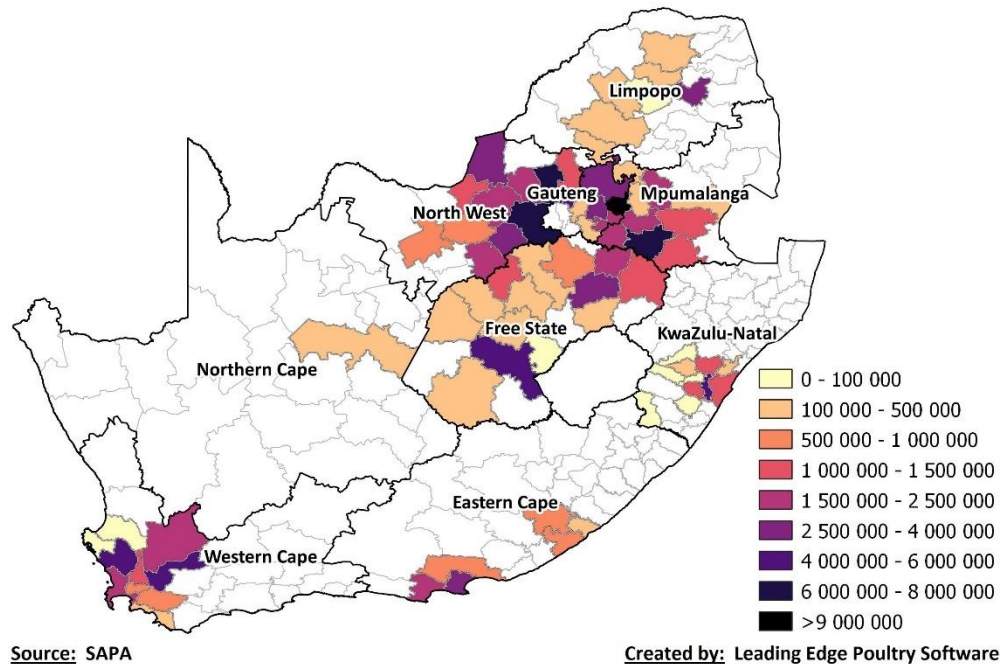 Limpopo
Gauteng
Mpumalanga
North West
Free State
KwaZulu-Natal
Northern Cape
Eastern Cape
Western Cape
0 - 100 000
100 000 - 500 000
500 000 - 1 000 000
1 000 000 - 1 500 000
1 500 000 - 2 500 000
2 500 000 - 4 000 000
4 000 000 - 6 000 000
6 000 000 - 8 000 000
>9 000 000
Source: SAPA
Created by: Leading Edge Poultry Software